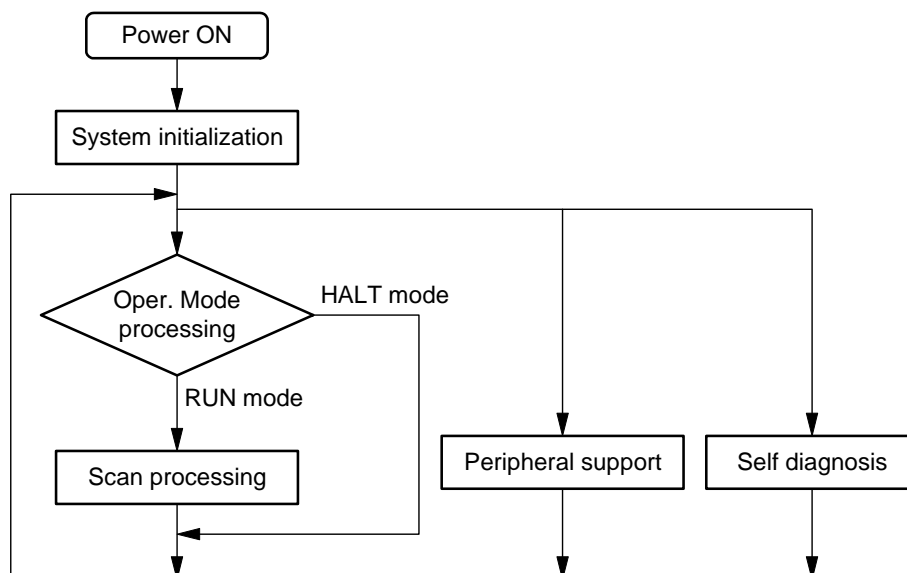 Power ON
System initialization
Oper. Mode
processing
HALT mode
RUN mode
Scan processing
Peripheral support
Self diagnosis